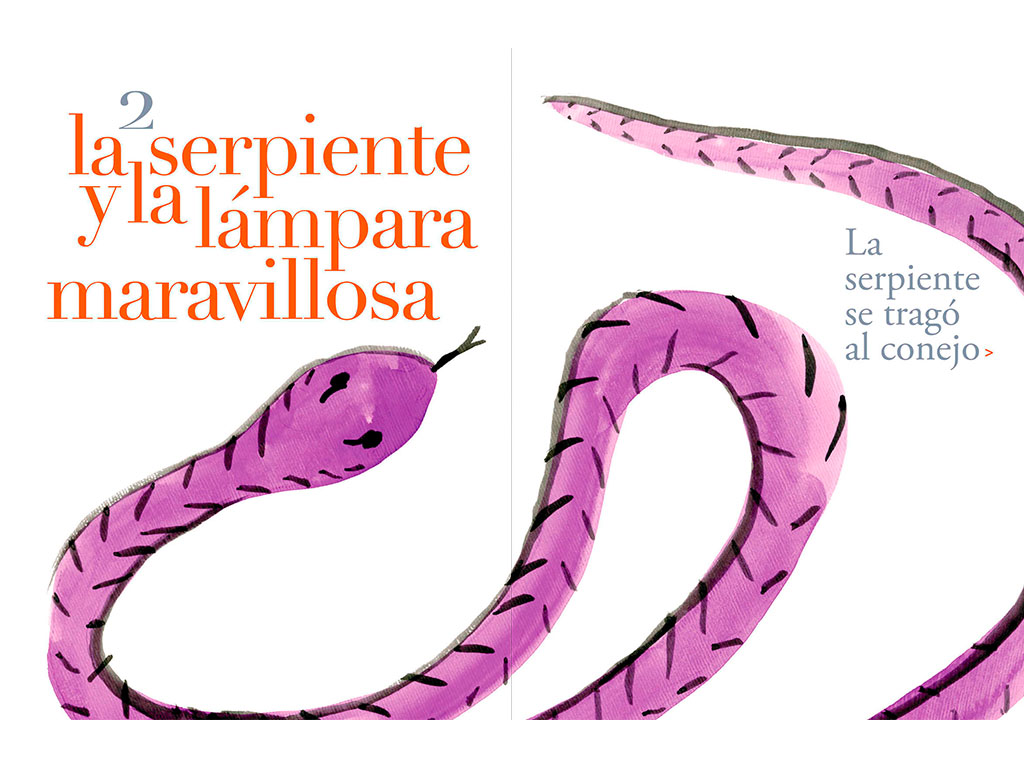 2
la serpiente
y la lámpara
maravillosa
La
serpiente
se tragó
al conejo >